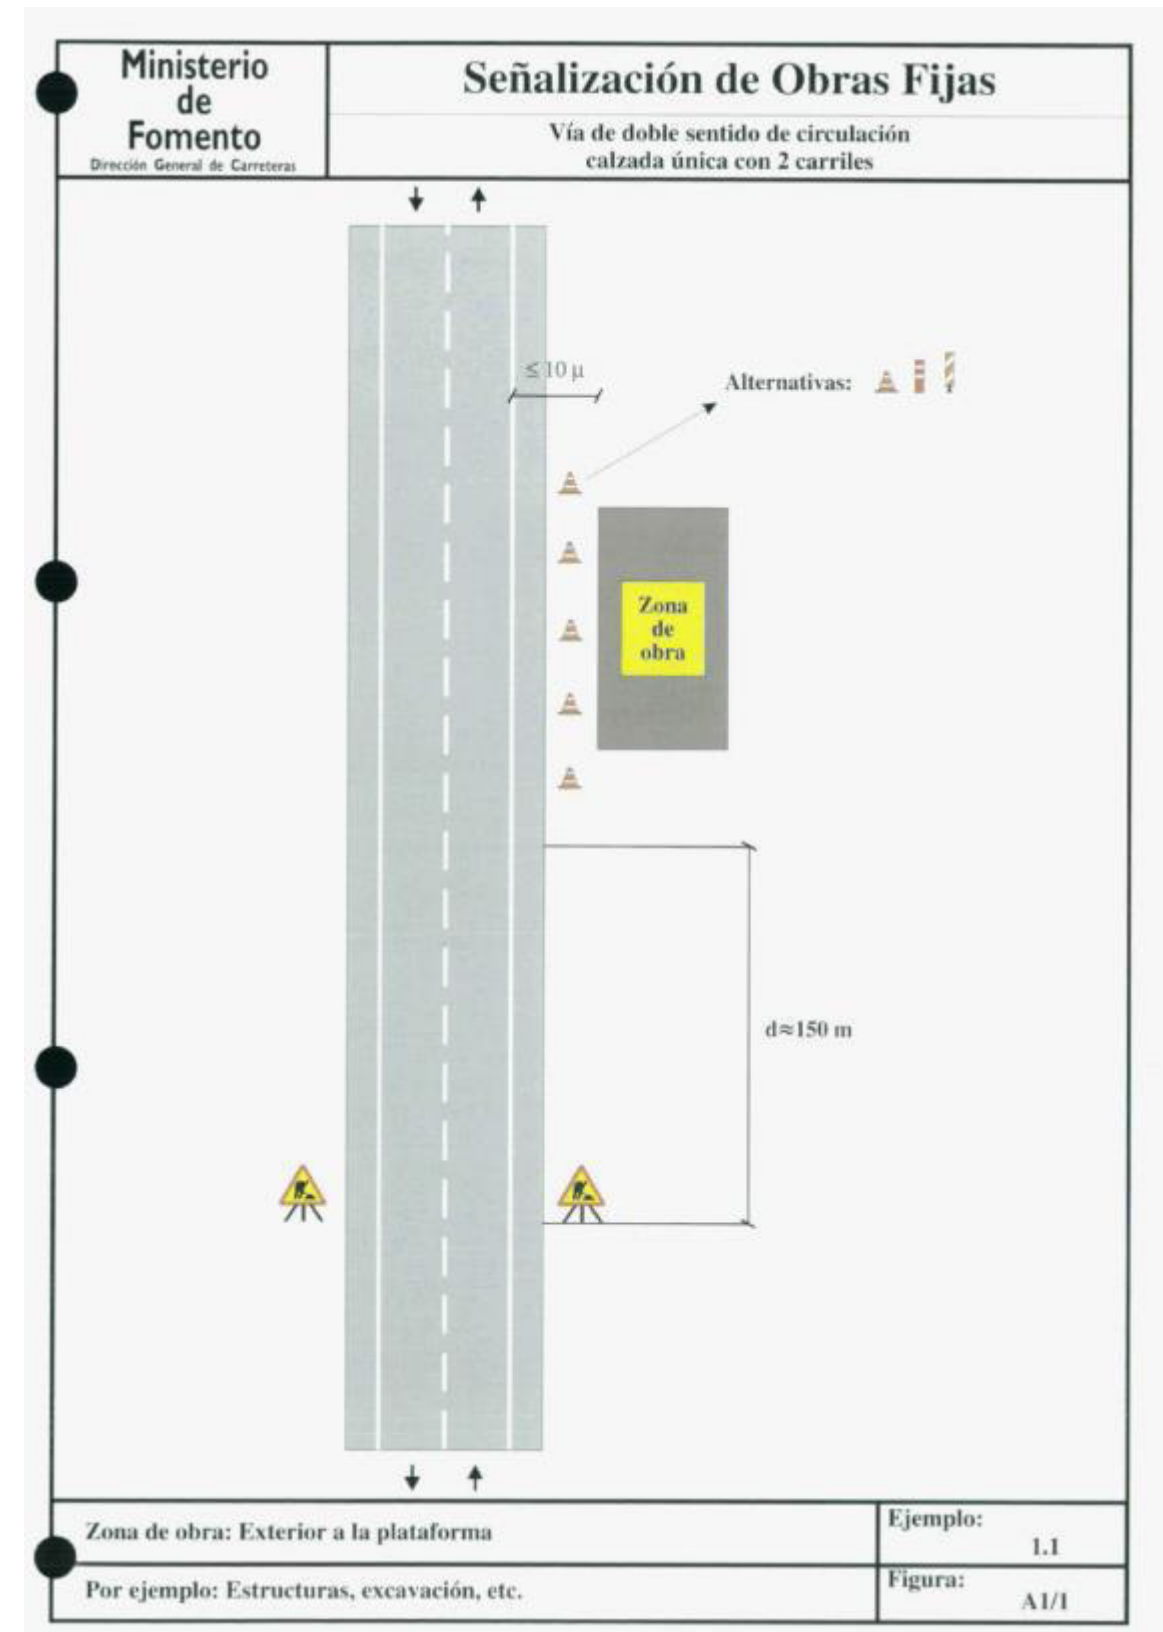 Ministerio
de
Fomento
Dirección General de Carreteras
Señalización de Obras Fijas
Vía de doble sentido de circulación
calzada única con 2 carriles
≤ 10 μ
Alternativas:
Zona
de
obra
d≈150 m
Zona de obra: Exterior a la plataforma
Ejemplo:
1.1
Por ejemplo: Estructuras, excavación, etc.
Figura:
A1/1